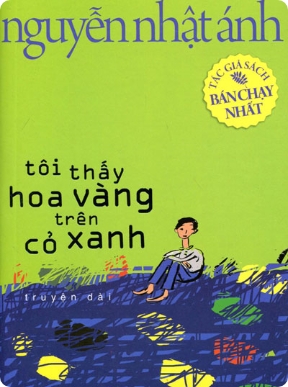 nguyễn nhật ánh
TÁC GIẢ SÁCH
BÁN CHẠY
NHẤT
tôi thấy
hoa vàng
trên
cỏ xanh
truyện dài